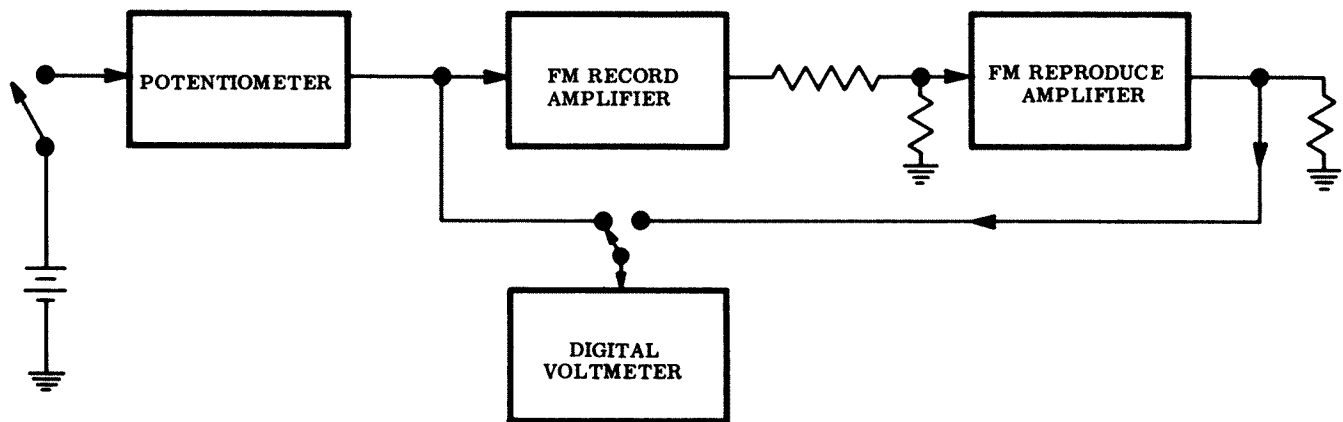 POTENTIOMETER
FM RECORD
AMPLIFIER
FM REPRODUCE
AMPLIFIER
DIGITAL
VOLTMETER